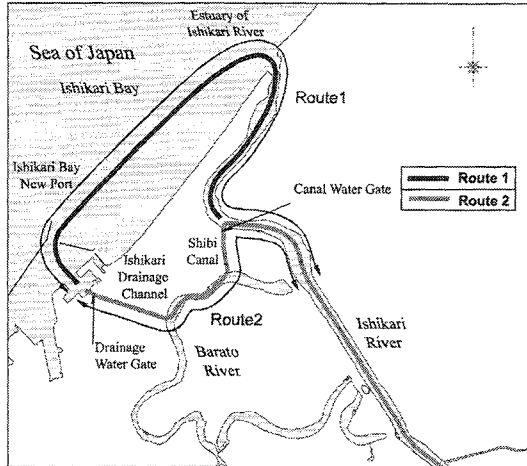 Estuary of
Ishikari River
Sea of Japan
Ishikari Bay
Route1
Ishikari Bay
New Port
Route 1
Route 2
Canal Water Gate
Shibi
Canal
Ishikari
Drainage
Channel
Route2
Ishikari
River
Drainage
Water Gate
Barato
River